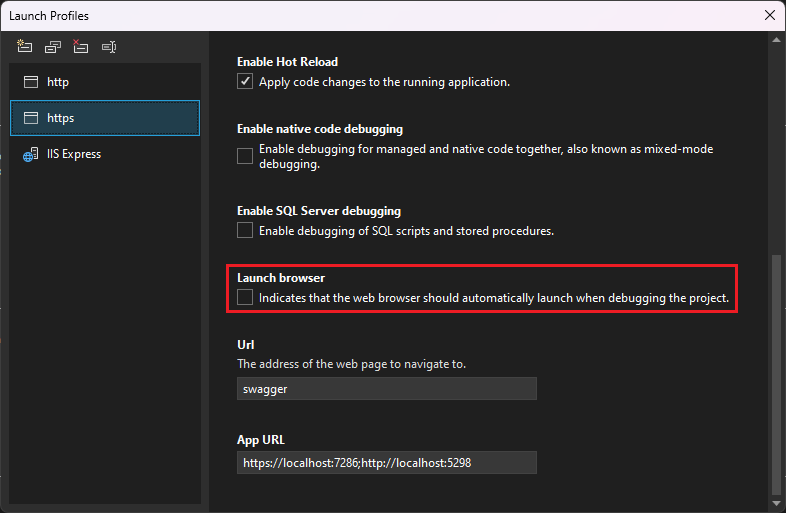 Launch Profiles
http
https
IIS Express
Enable Hot Reload
Apply code changes to the running application.
Enable native code debugging
Enable debugging for managed and native code together, also known as mixed-mode
debugging.
Enable SQL Server debugging
Enable debugging of SQL scripts and stored procedures.
Launch browser
Indicates that the web browser should automatically launch when debugging the project.
Url
The address of the web page to navigate to.
swagger
App URL
https://localhost:7286;http://localhost:5298